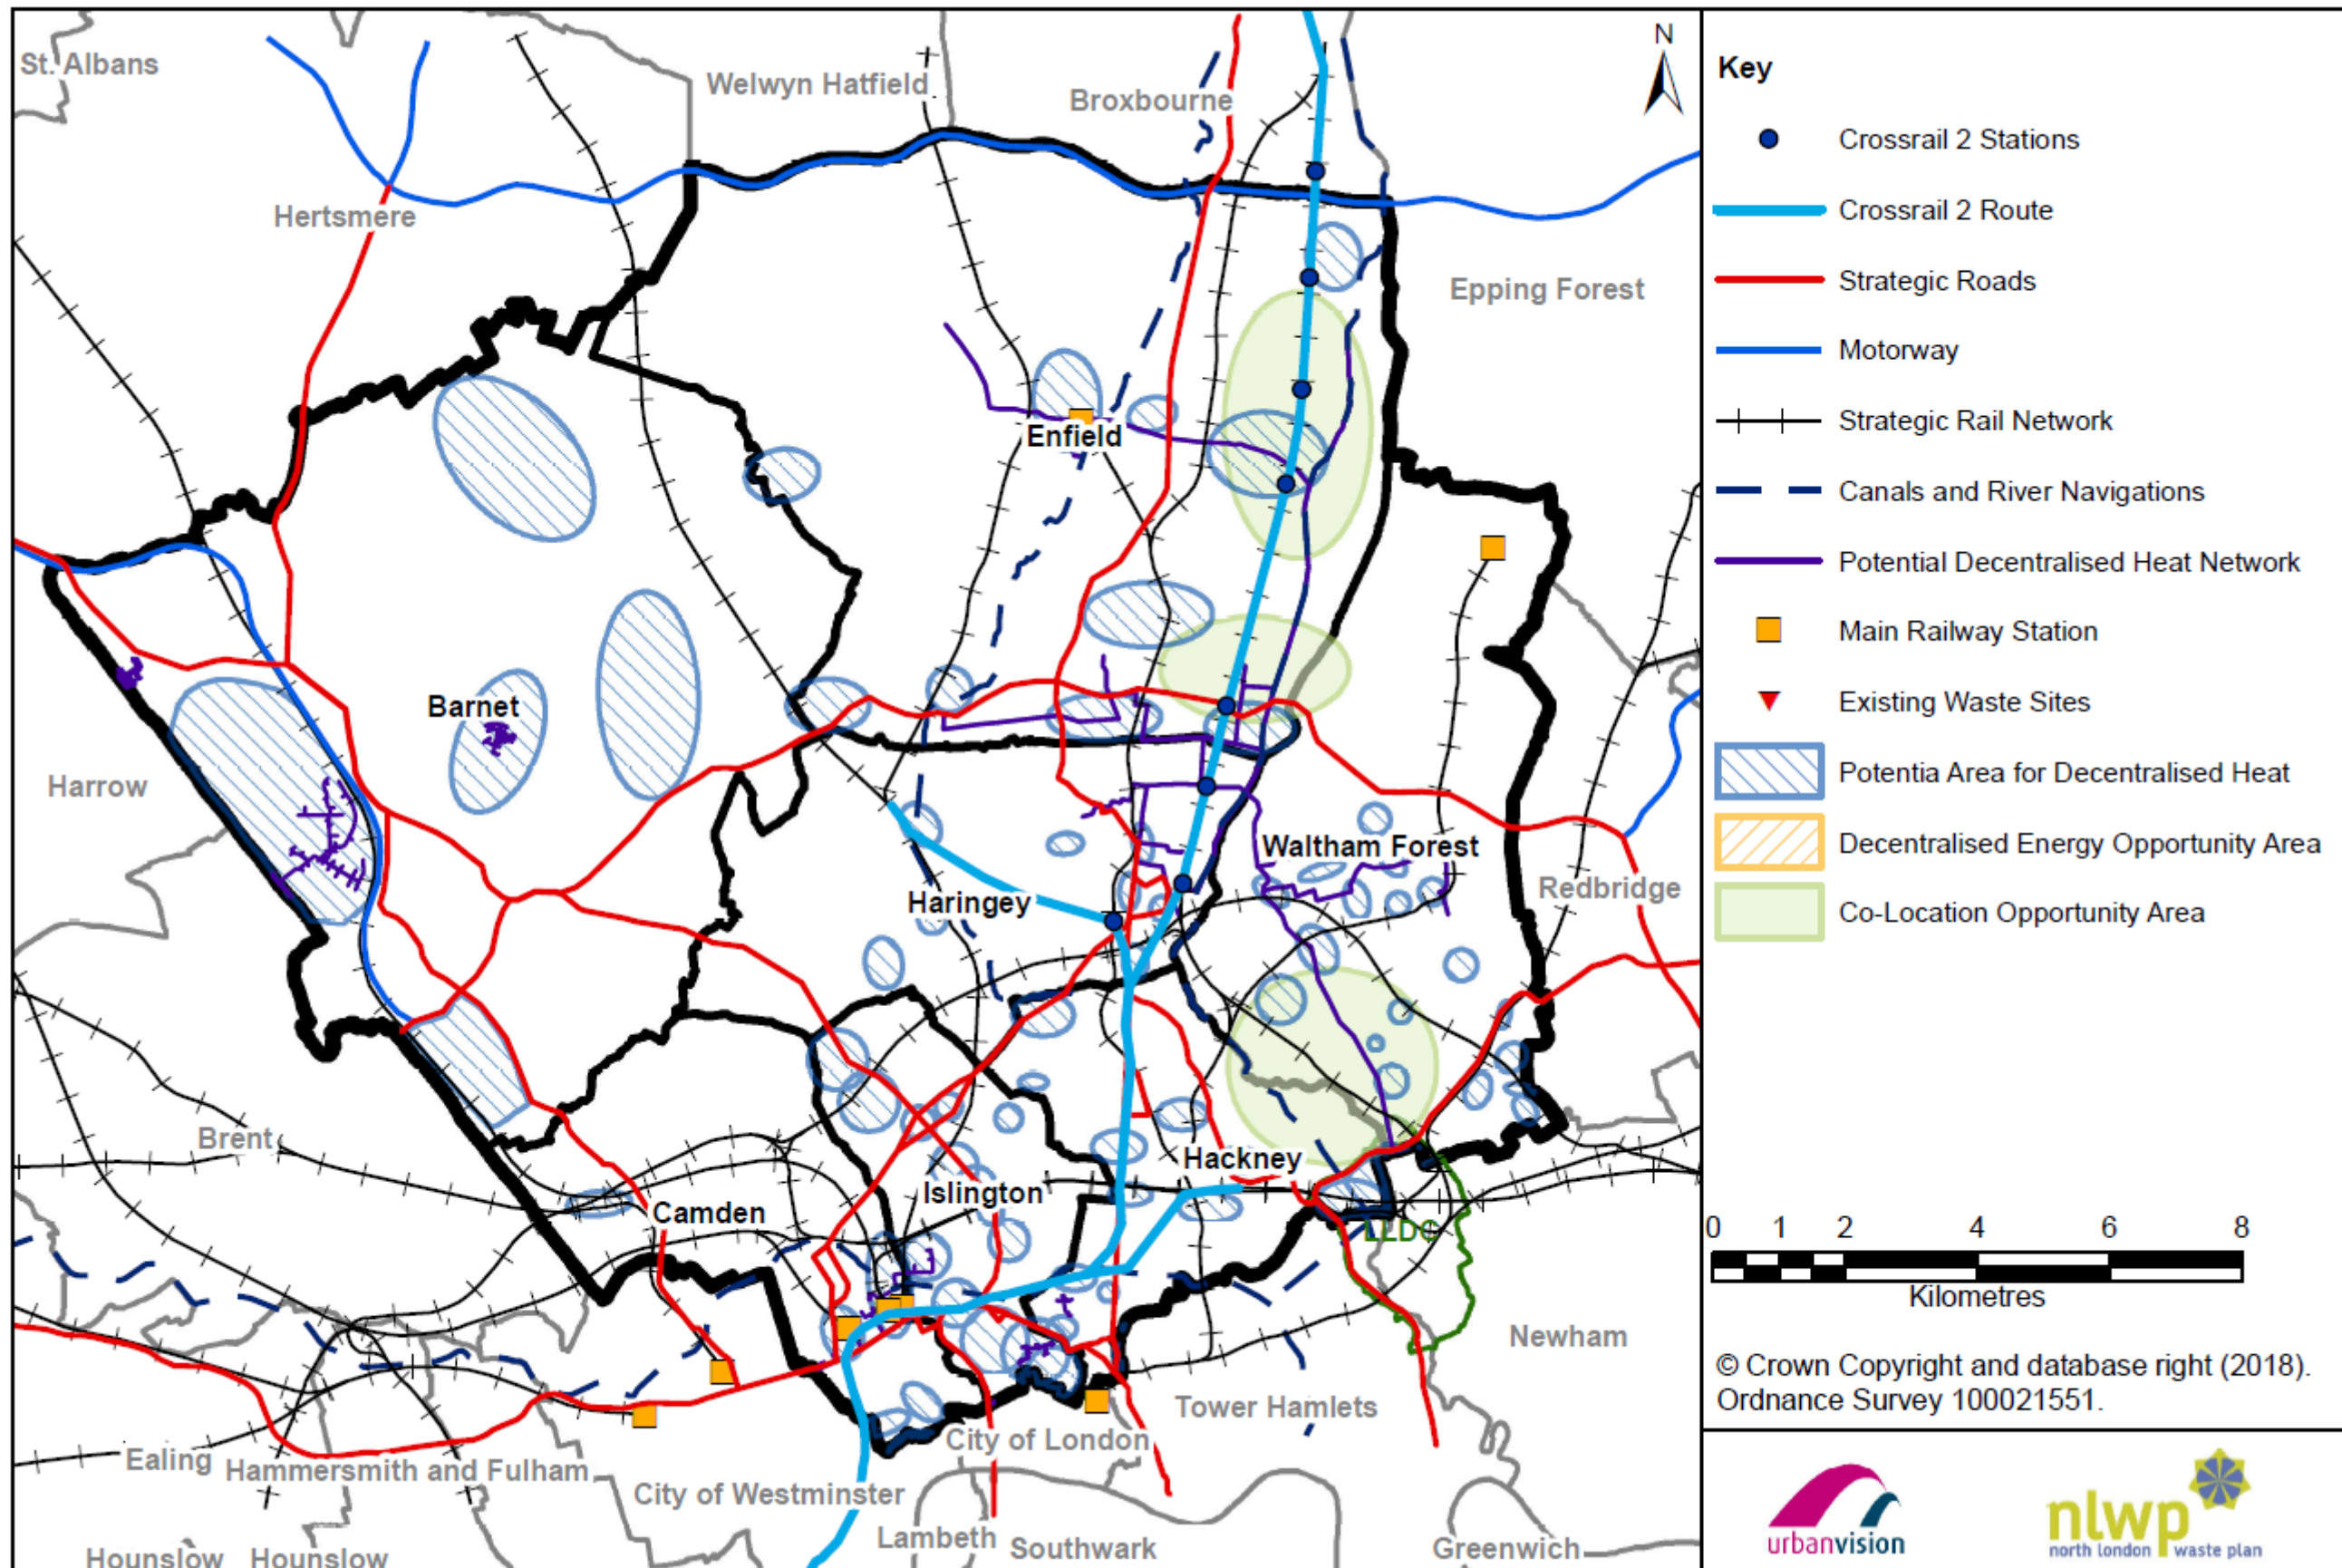 St. Albans
Welwyn Hatfield
Broxbourne
Hertsmere
Epping Forest
Enfield
Barnet
Harrow
Waltham Forest
Redbridge
Haringey
Brent
Hackney
Islington
Camden
LLDC
Newham
Tower Hamlets
City of London
Ealing
Hammersmith and Fulham
City of Westminster
Lambeth
Southwark
Greenwich
Hounslow
Hounslow
N
Key
Crossrail 2 Stations
Crossrail 2 Route
Strategic Roads
Motorway
Strategic Rail Network
Canals and River Navigations
Potential Decentralised Heat Network
Main Railway Station
Existing Waste Sites
Potentia Area for Decentralised Heat
Decentralised Energy Opportunity Area
Co-Location Opportunity Area
0 1 2 4 6 8
Kilometres
© Crown Copyright and database right (2018).
Ordnance Survey 100021551.
urbanvision
nlwp
north london waste plan